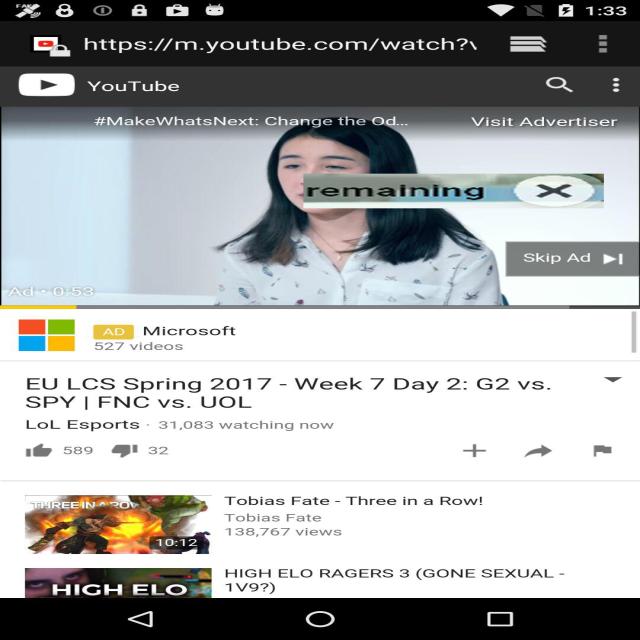 1:33
https://m.youtube.com/watch?v
YouTube
#MakeWhatsNext: Change the Od...
Visit Advertiser
remaining
Skip Ad
Ad · 0:53
AD Microsoft
527 videos
EU LCS Spring 2017 - Week 7 Day 2: G2 vs.
SPY | FNC vs. UOL
LoL Esports · 31,083 watching now
589 32
THREE IN A ROW
10:12
Tobias Fate - Three in a Row!
Tobias Fate
138,767 views
HIGH ELO
HIGH ELO RAGERS 3 (GONE SEXUAL -
1V9?)